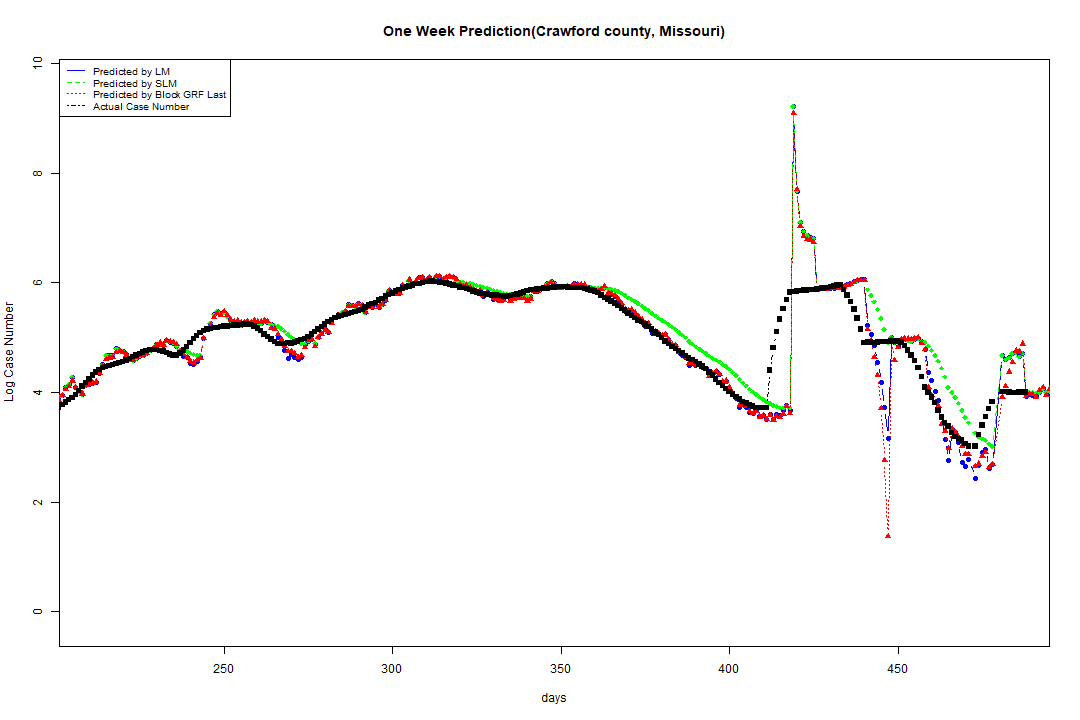 One Week Prediction(Crawford county, Missouri)
Predicted by LM
Predicted by SLM
Predicted by Block GRF Last
Actual Case Number
10
8
6
4
2
0
Log Case Number
250 300 350 400 450
days